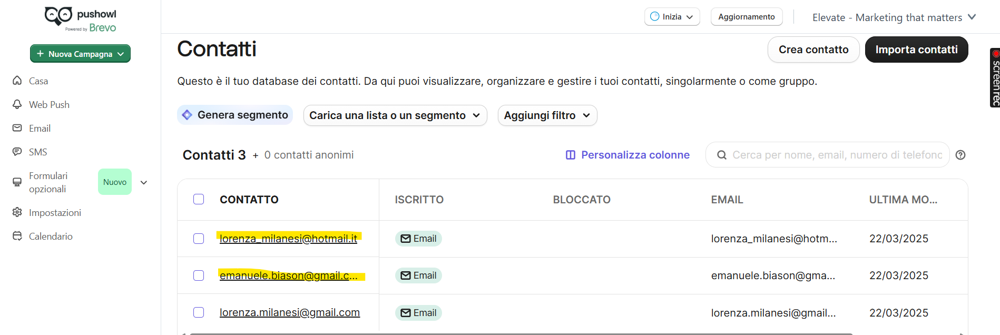 pushowl
Powered by Brevo
+ Nuova Campagna
Casa
Web Push
Email
SMS
Formulari opzionali
Nuovo
Impostazioni
Calendario
Inizia
Aggiornamento
Elevate - Marketing that matters
Contatti
Crea contatto
Importa contatti
Questo è il tuo database dei contatti. Da qui puoi visualizzare, organizzare e gestire i tuoi contatti, singolarmente o come gruppo.
Genera segmento
Carica una lista o un segmento
Aggiungi filtro
Contatti 3 + 0 contatti anonimi
Personalizza colonne
Cerca per nome, email, numero di telefono
CONTATTO ISCRITTO BLOCCATO EMAIL ULTIMA MO...
lorenza_milanesi@hotmail.it Email lorenza_milanesi@hotm... 22/03/2025
emanuele.biason@gmail.c... Email emanuele.biason@gma... 22/03/2025
lorenza.milanesi@gmail.com Email lorenza.milanesi@gmail... 22/03/2025
screenrec